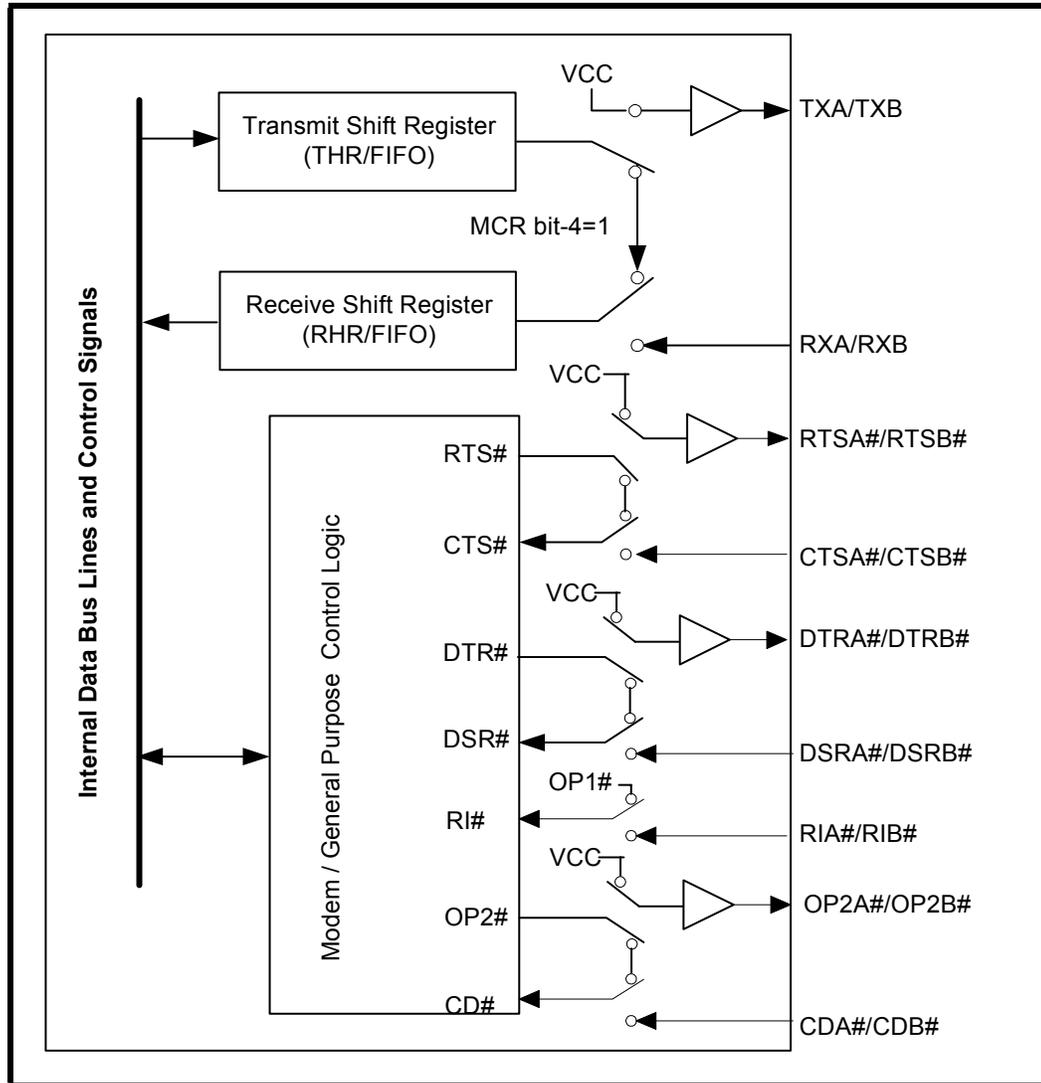 VCC
TXA/TXB
Transmit Shift Register
(THR/FIFO)
MCR bit-4=1
Receive Shift Register
(RHR/FIFO)
RXA/RXB
Internal Data Bus Lines and Control Signals
VCC
RTSA#/RTSB#
Modem / General Purpose Control Logic
RTS#
CTS#
CTSA#/CTSB#
VCC
DTRA#/DTRB#
DTR#
DSR#
DSRA#/DSRB#
OP1#
RI#
RIA#/RIB#
VCC
OP2A#/OP2B#
OP2#
CD#
CDA#/CDB#